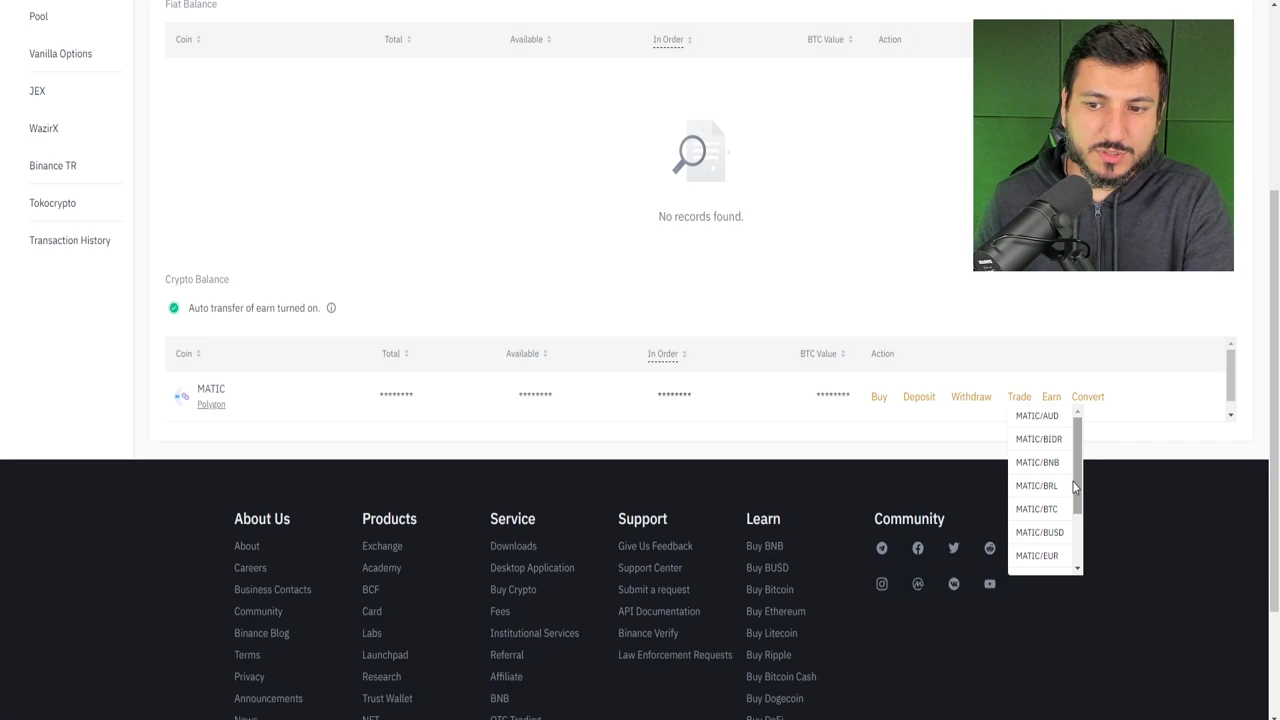 Fiat Balance
Pool
Coin Total Available In Order BTC Value Action
Vanilla Options
JEX
WazirX
Binance TR
Tokocrypto
No records found.
Transaction History
Crypto Balance
Auto transfer of earn turned on.
Coin Total Available In Order BTC Value Action
MATIC
Polygon
******** ******** ******** ******** Buy Deposit Withdraw Trade Earn Convert
MATIC/AUD
MATIC/BIDR
MATIC/BNB
MATIC/BRL
MATIC/BTC
MATIC/BUSD
MATIC/EUR
About Us
About
Careers
Business Contacts
Community
Binance Blog
Terms
Privacy
Announcements
News
Products
Exchange
Academy
BCF
Card
Labs
Launchpad
Research
Trust Wallet
NFT
Service
Downloads
Desktop Application
Buy Crypto
Fees
Institutional Services
Referral
Affiliate
BNB
OTC Trading
Support
Give Us Feedback
Support Center
Submit a request
API Documentation
Binance Verify
Law Enforcement Requests
Learn
Buy BNB
Buy BUSD
Buy Bitcoin
Buy Ethereum
Buy Litecoin
Buy Ripple
Buy Bitcoin Cash
Buy Dogecoin
Buy DeFi
Community